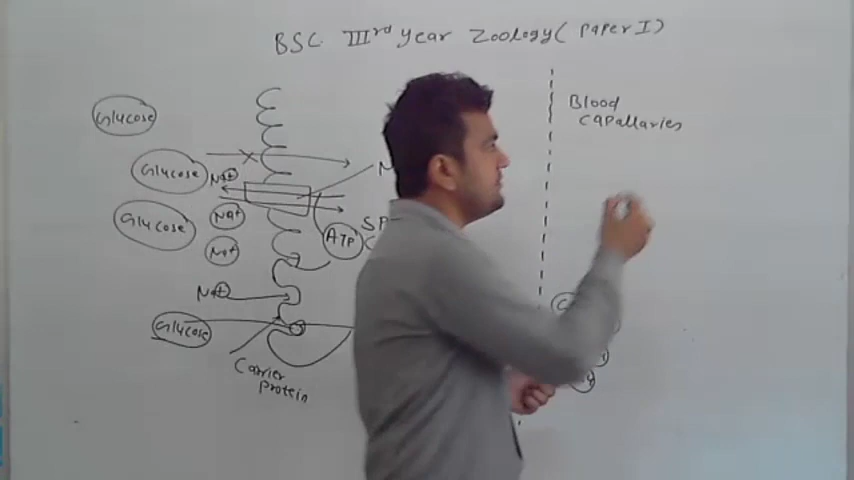 BSC IIIrd Year Zoology ( Paper I )
Blood
Capallaries
Glucose
Glucose
Na+
Na+
Glucose
ATP
Na+
Na+
Glucose
Carrier
Protein